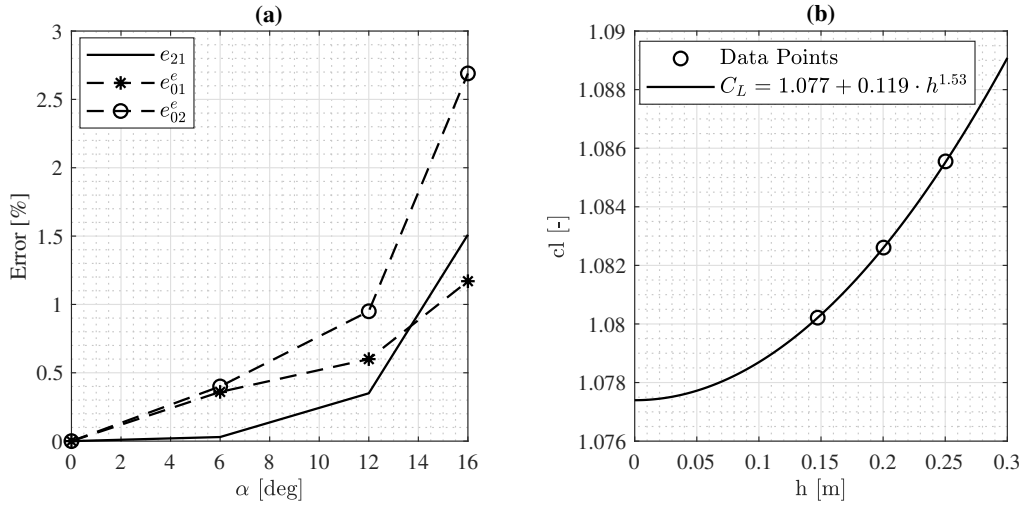 (a)
3
2.5
2
1.5
1
0.5
0
0 2 4 6 8 10 12 14 16
Error [%]
α [deg]
e₂₁
eᵉ₀₁
eᵉ₀₂
(b)
1.09
1.088
1.086
1.084
1.082
1.08
1.078
1.076
0 0.05 0.1 0.15 0.2 0.25 0.3
cl [-]
h [m]
Data Points
C_L = 1.077 + 0.119 · h^1.53